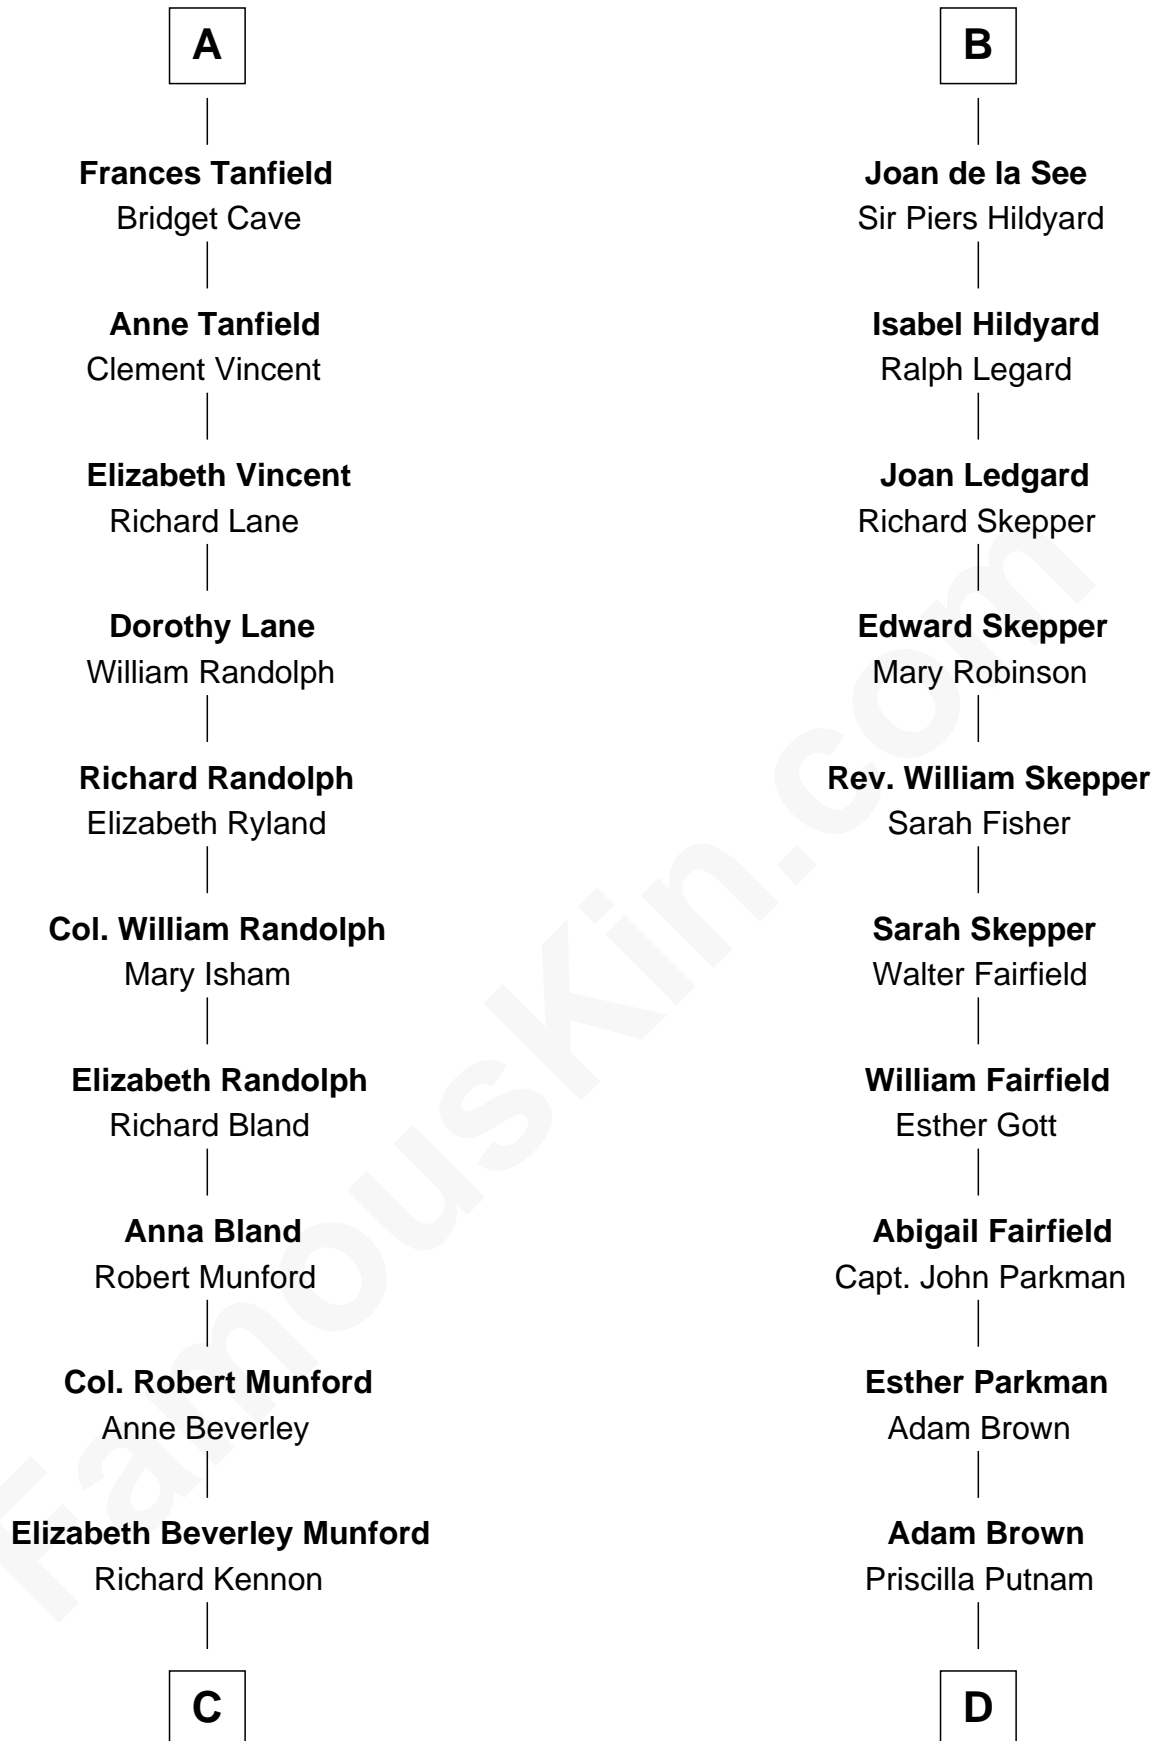 A
Frances Tanfield
Bridget Cave
Anne Tanfield
Clement Vincent
Elizabeth Vincent
Richard Lane
Dorothy Lane
William Randolph
Richard Randolph
Elizabeth Ryland
Col. William Randolph
Mary Isham
Elizabeth Randolph
Richard Bland
Anna Bland
Robert Munford
Col. Robert Munford
Anne Beverley
Elizabeth Beverley Munford
Richard Kennon
C
B
Joan de la See
Sir Piers Hildyard
Isabel Hildyard
Ralph Legard
Joan Ledgard
Richard Skepper
Edward Skepper
Mary Robinson
Rev. William Skepper
Sarah Fisher
Sarah Skepper
Walter Fairfield
William Fairfield
Esther Gott
Abigail Fairfield
Capt. John Parkman
Esther Parkman
Adam Brown
Adam Brown
Priscilla Putnam
D
FamousKin.com